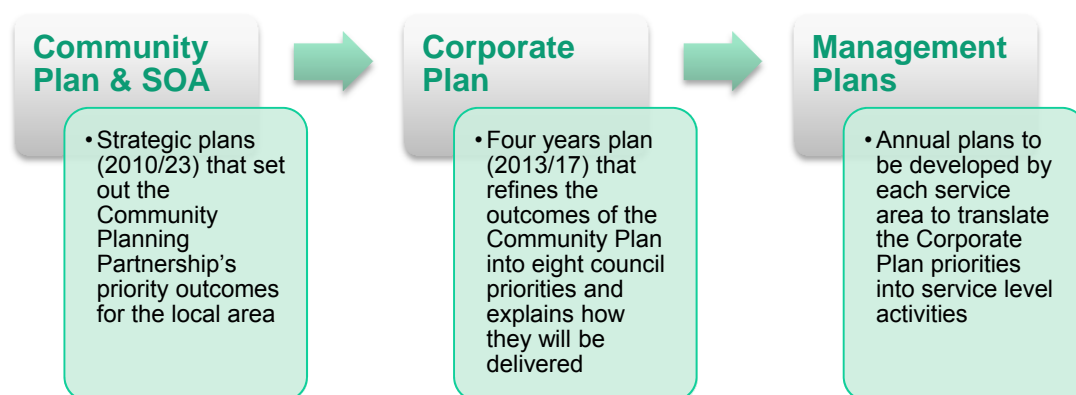 Community
Plan & SOA
• Strategic plans
(2010/23) that set
out the
Community
Planning
Partnership's
priority outcomes
for the local area
Corporate
Plan
• Four years plan
(2013/17) that
refines the
outcomes of the
Community Plan
into eight council
priorities and
explains how
they will be
delivered
Management
Plans
• Annual plans to
be developed by
each service
area to translate
the Corporate
Plan priorities
into service level
activities